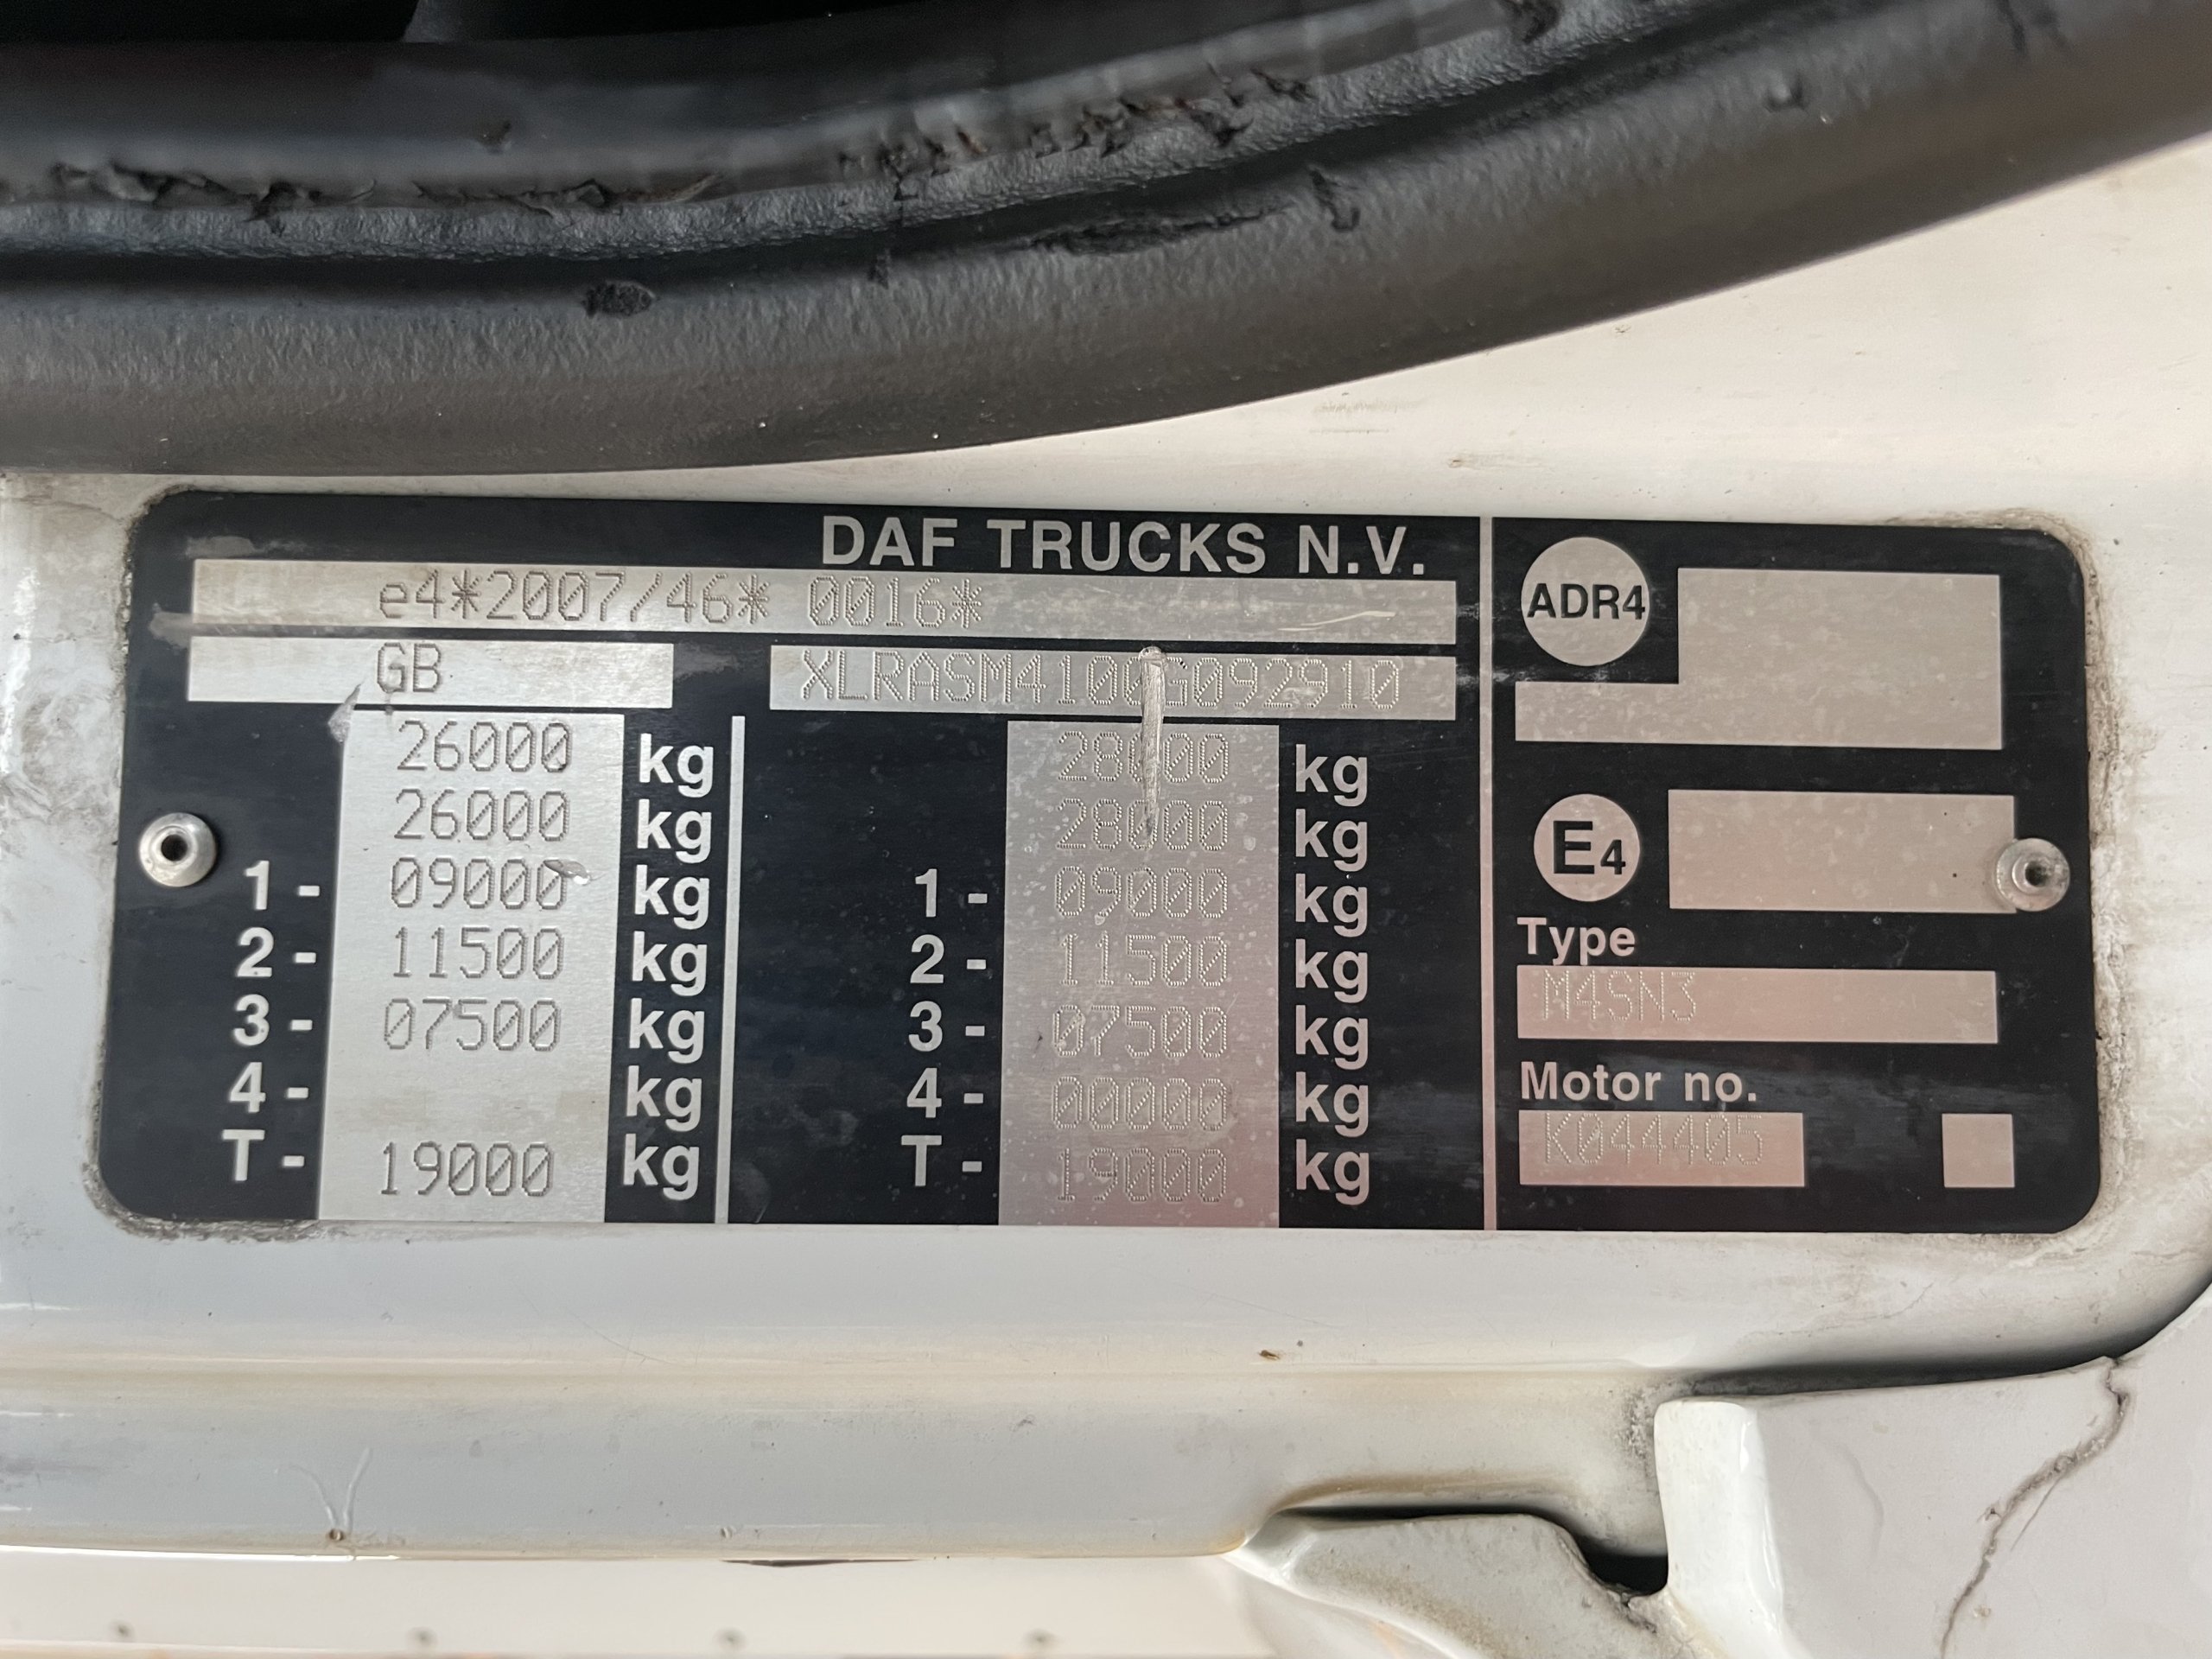 DAF TRUCKS N.V.
e4*2007/46* 0016*
GB XLRASM4100G092910
26000 kg 28000 kg
26000 kg 28000 kg
1 - 09000 kg 1 - 09000 kg
2 - 11500 kg 2 - 11500 kg
3 - 07500 kg 3 - 07500 kg
4 - kg 4 - 00000 kg
T - 19000 kg T - 19000 kg
ADR4
E4
Type
M4SN3
Motor no.
K044405